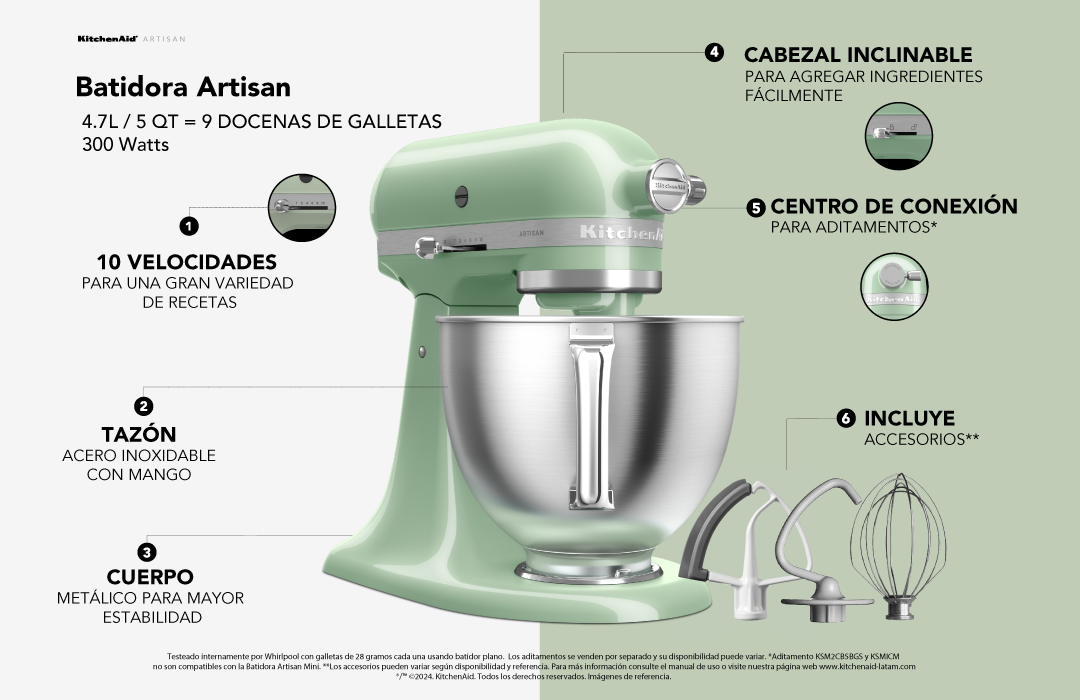 KitchenAid® ARTISAN
Batidora Artisan
4.7L / 5 QT = 9 DOCENAS DE GALLETAS
300 Watts
1
10 VELOCIDADES
PARA UNA GRAN VARIEDAD
DE RECETAS
2
TAZÓN
ACERO INOXIDABLE
CON MANGO
3
CUERPO
METÁLICO PARA MAYOR
ESTABILIDAD
4 CABEZAL INCLINABLE
PARA AGREGAR INGREDIENTES
FÁCILMENTE
5 CENTRO DE CONEXIÓN
PARA ADITAMENTOS*
6 INCLUYE
ACCESORIOS**
KitchenAid
ARTISAN
KitchenAi
KitchenAid
Testeado internamente por Whirlpool con galletas de 28 gramos cada una usando batidor plano. Los aditamentos se venden por separado y su disponibilidad puede variar. *Aditamento KSM2CBSBGS y KSMICM
no son compatibles con la Batidora Artisan Mini. **Los accesorios pueden variar según disponibilidad y referencia. Para más información consulte el manual de uso o visite nuestra página web www.kitchenaid-latam.com
®/™ ©2024. KitchenAid. Todos los derechos reservados. Imágenes de referencia.